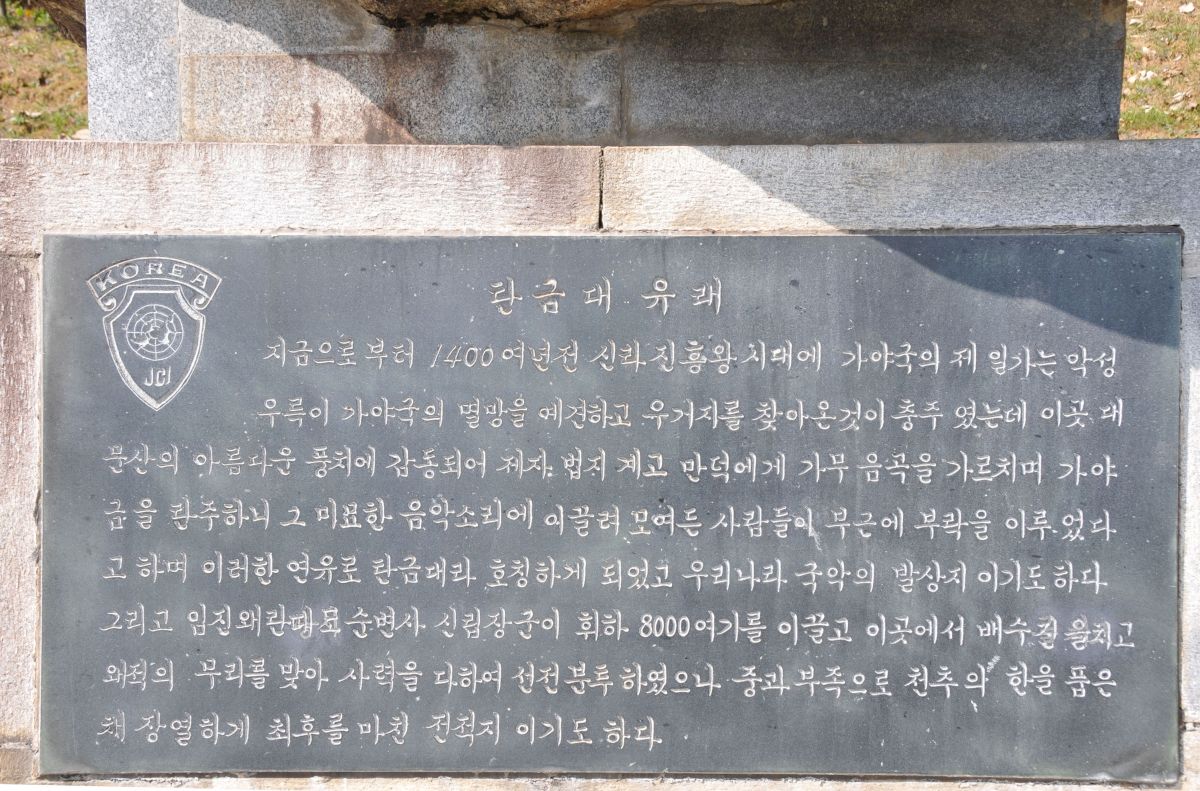 KOREA
JCI
탄금대 유래
지금으로부터 1400여년전 신라 진흥왕시대에 가야국의 제 일가는 악성
우륵이 가야국의 멸망을 예견하고 우거지를 찾아온것이 충주 였는데 이곳 대
문산의 아름다운 풍치에 감동되어 제자 법지 계고 만덕에게 가무 음곡을 가르치며 가야
금을 탄주하니 그 미묘한 음악소리에 이끌려 모여든 사람들이 부근에 부락을 이루었다
고 하며 이러한 연유로 탄금대라 호칭하게 되었고 우리나라 국악의 발상지 이기도하다
그리고 임진왜란때 도순변사 신립장군이 휘하 8000여기를 이끌고 이곳에서 배수진을치고
왜적의 무리를 맞아 사력을 다하여 선전분투하였으나 중과부족으로 천추의 한을 품은
채 장열하게 최후를 마친 전적지 이기도 하다.